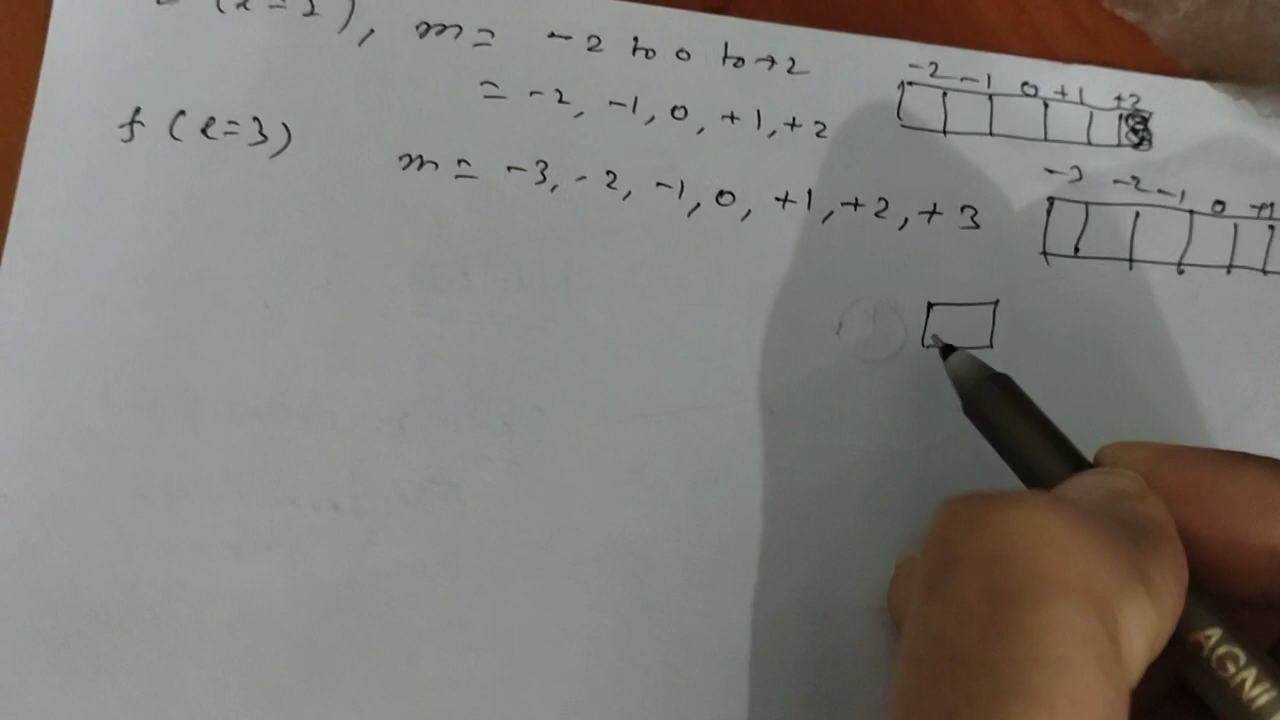 (l=2), m = -2 to 0 to +2
= -2, -1, 0, +1, +2
-2 -1 0 +1 +2
f (l=3)
m = -3, -2, -1, 0, +1, +2, +3
-3 -2 -1 0 +1
AGNI